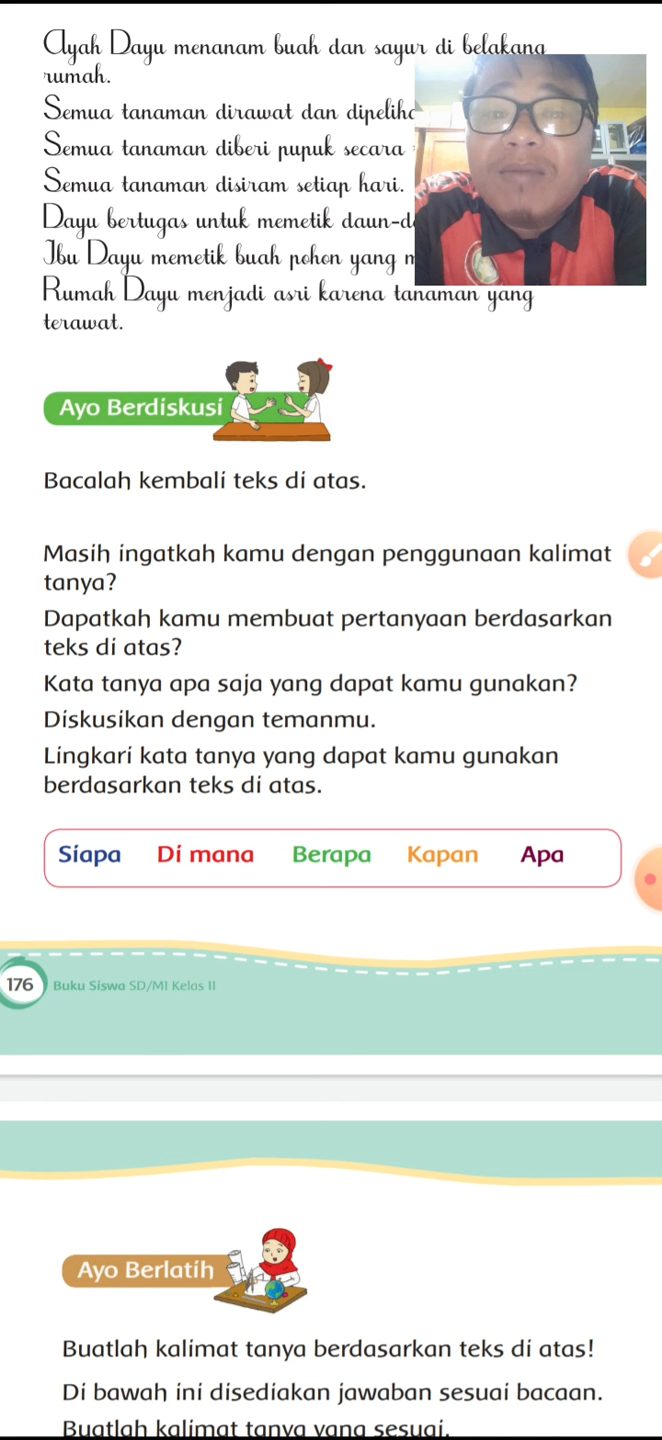 Ayah Dayu menanam buah dan sayur di belakang
rumah.
Semua tanaman dirawat dan
Semua tanaman diberi pupuk secara
Semua tanaman disiram setiap hari.
Dayu bertugas untuk memetik
Ibu Dayu memetik buah pohon yang
Rumah Dayu menjadi asri karena tanaman yang
terawat.
Ayo Berdiskusi
Bacalah kembali teks di atas.
Masih ingatkah kamu dengan penggunaan kalimat
tanya?
Dapatkah kamu membuat pertanyaan berdasarkan
teks di atas?
Kata tanya apa saja yang dapat kamu gunakan?
Diskusikan dengan temanmu.
Lingkari kata tanya yang dapat kamu gunakan
berdasarkan teks di atas.
Siapa Di mana Berapa Kapan Apa
176 Buku Siswa SD/MI Kelas II
Ayo Berlatih
Buatlah kalimat tanya berdasarkan teks di atas!
Di bawah ini disediakan jawaban sesuai bacaan.
Buatlah kalimat tanya yang sesuai.